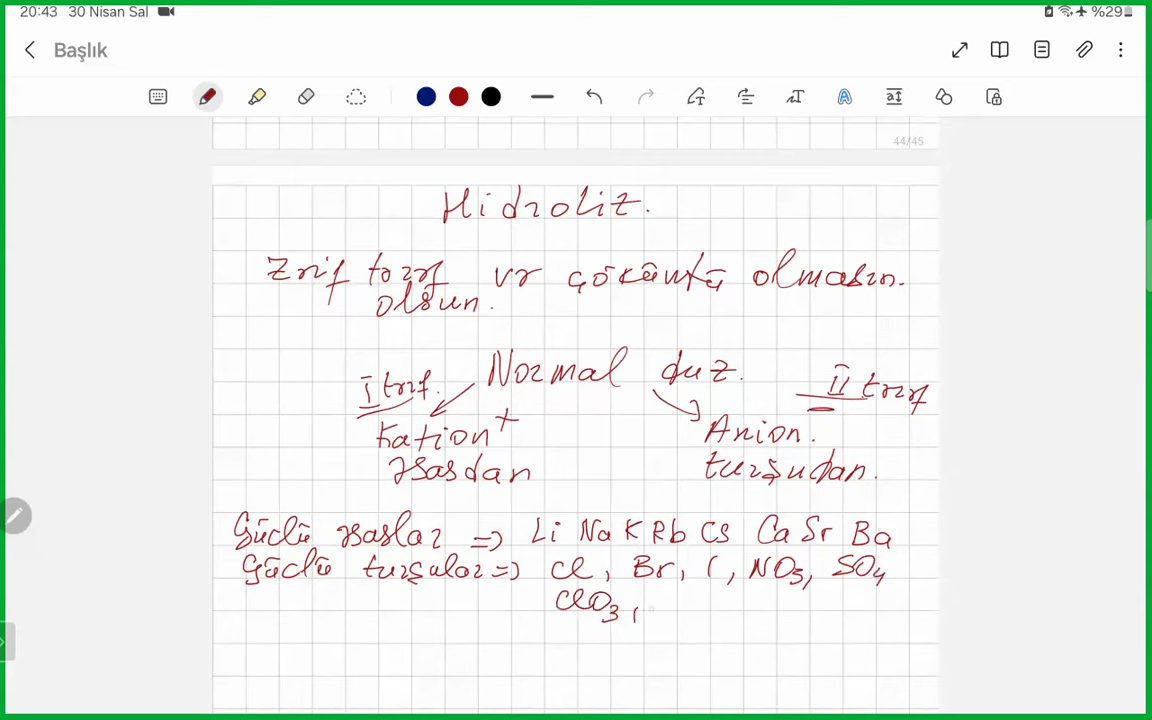 20:43 30 Nisan Sal %29
Başlık
44/45
Hidroliz.
Zəif tərəf və çöküntü olmasın.
olsun.
Normal duz.
I tərəf. II tərəf
Kation+ Anion.
əsasdan turşudan.
Güclü əsaslar => Li Na K Rb Cs Ca Sr Ba
Güclü turşular => Cl, Br, I, NO3, SO4
ClO3,